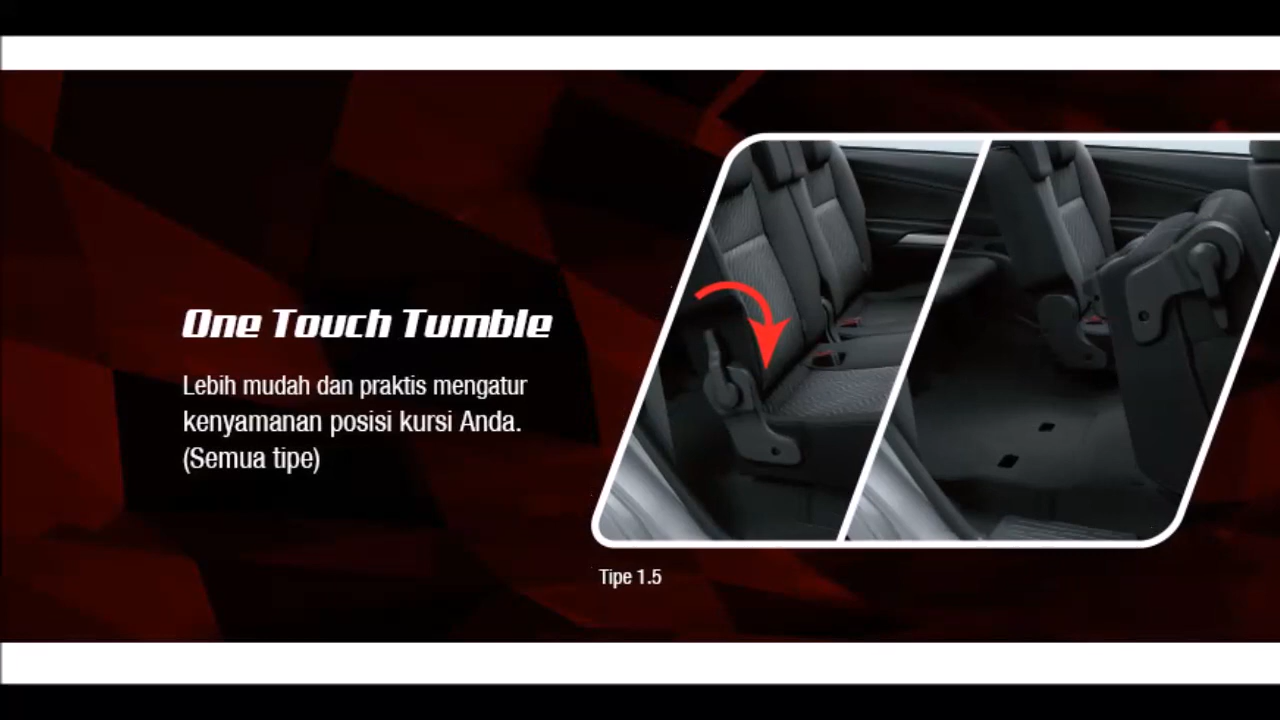 One Touch Tumble
Lebih mudah dan praktis mengatur
kenyamanan posisi kursi Anda.
(Semua tipe)
Tipe 1.5